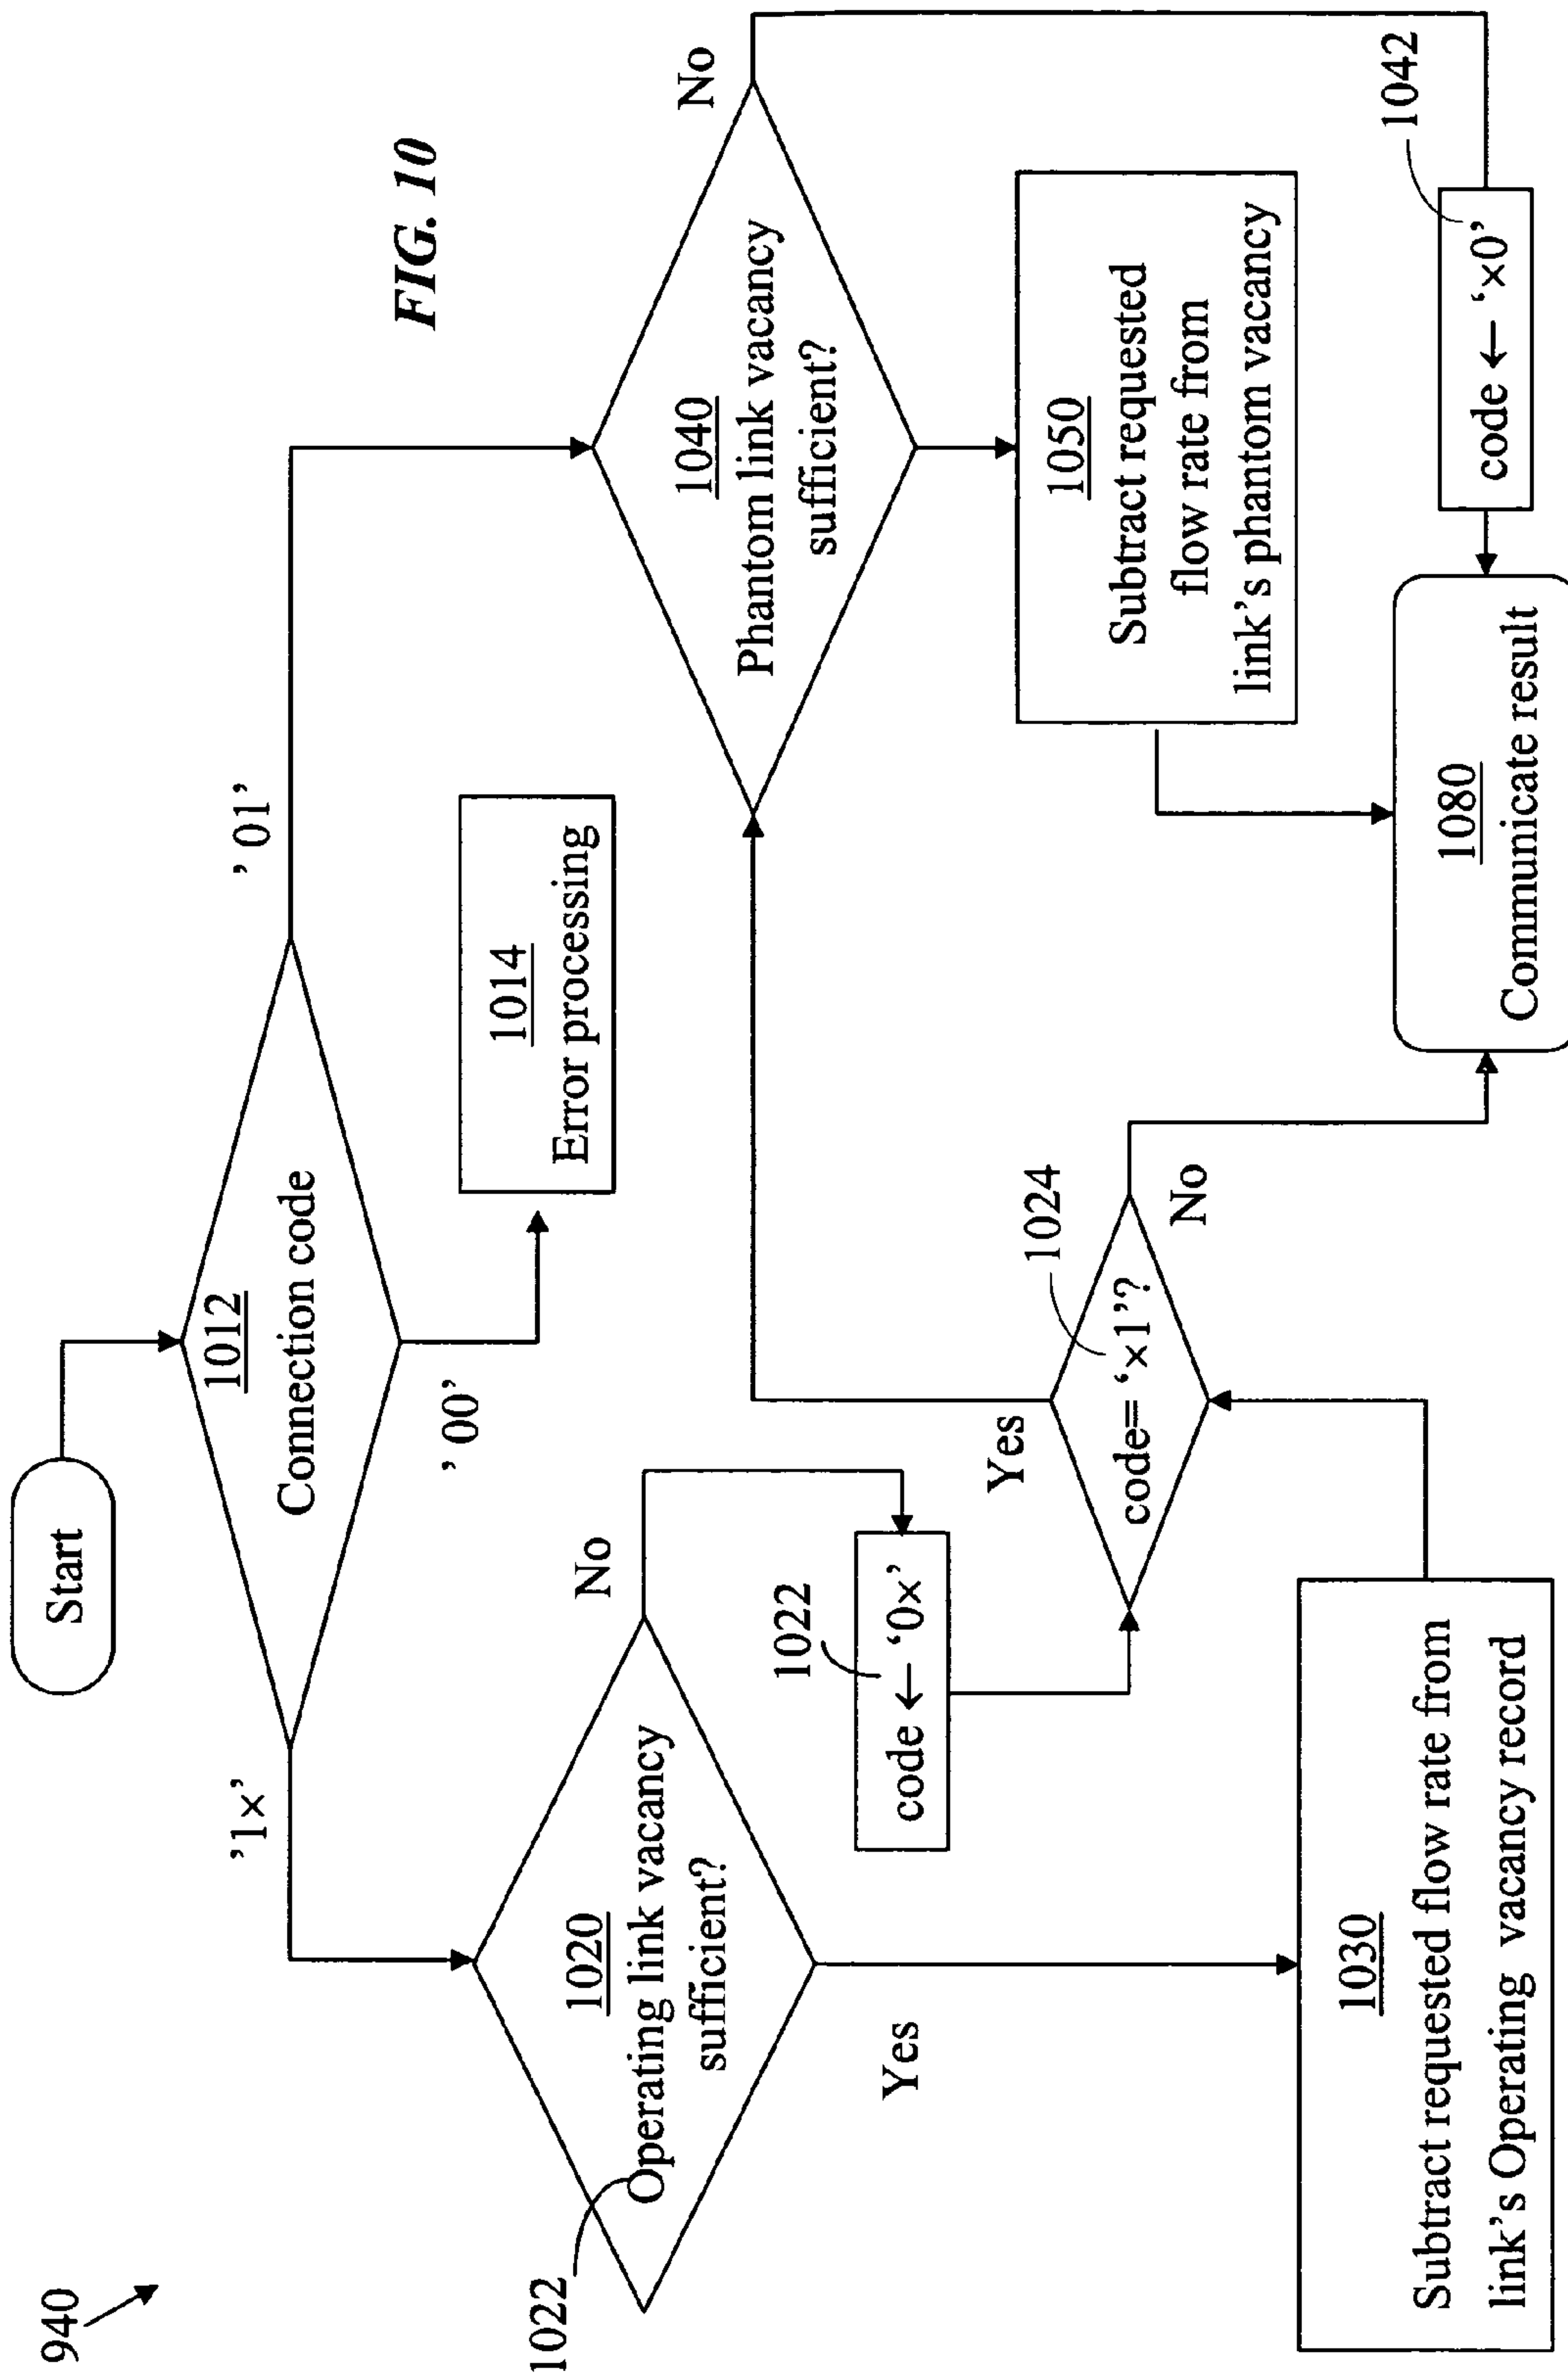 940
FIG. 10
Start
1012
Connection code
'1×'
'00'
'01'
1014
Error processing
1022
1020
Operating link vacancy
sufficient?
No
Yes
1022
code ← ‘0×’
1024
code= ‘×1’?
Yes
No
1030
Subtract requested flow rate from
link's Operating vacancy record
1040
Phantom link vacancy
sufficient?
No
1050
Subtract requested
flow rate from
link's phantom vacancy
1042
code ← ‘×0’
1080
Communicate result